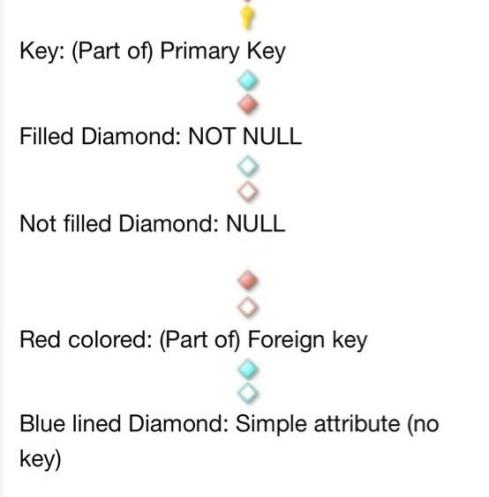 Key: (Part of) Primary Key
Filled Diamond: NOT NULL
Not filled Diamond: NULL
Red colored: (Part of) Foreign key
Blue lined Diamond: Simple attribute (no
key)